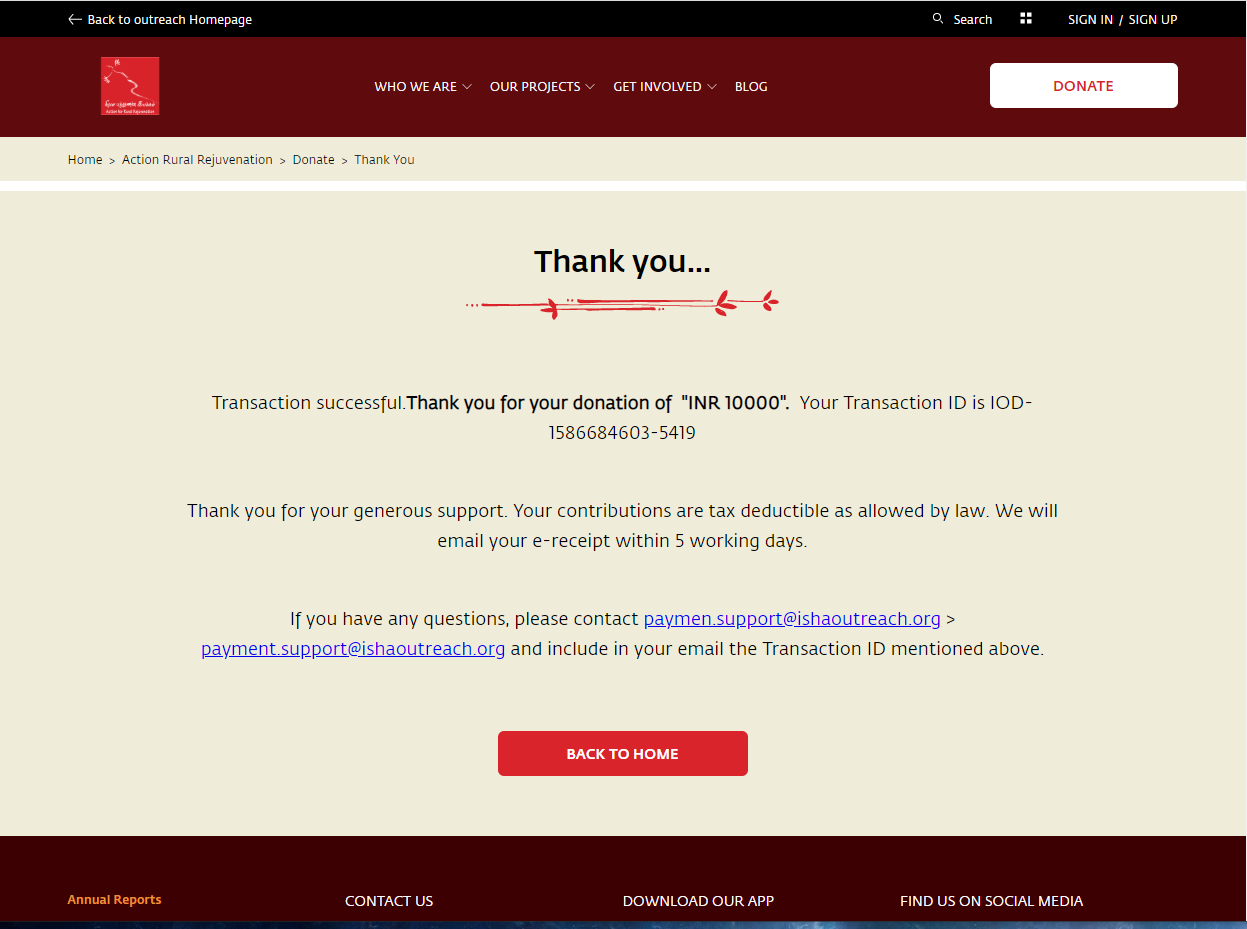 Back to outreach Homepage
Search
SIGN IN / SIGN UP
WHO WE ARE
OUR PROJECTS
GET INVOLVED
BLOG
DONATE
Action for Rural Rejuvenation
Home > Action Rural Rejuvenation > Donate > Thank You
Thank you...
Transaction successful.Thank you for your donation of "INR 10000". Your Transaction ID is IOD-
1586684603-5419
Thank you for your generous support. Your contributions are tax deductible as allowed by law. We will
email your e-receipt within 5 working days.
If you have any questions, please contact paymen.support@ishaoutreach.org >
payment.support@ishaoutreach.org and include in your email the Transaction ID mentioned above.
BACK TO HOME
Annual Reports
CONTACT US
DOWNLOAD OUR APP
FIND US ON SOCIAL MEDIA